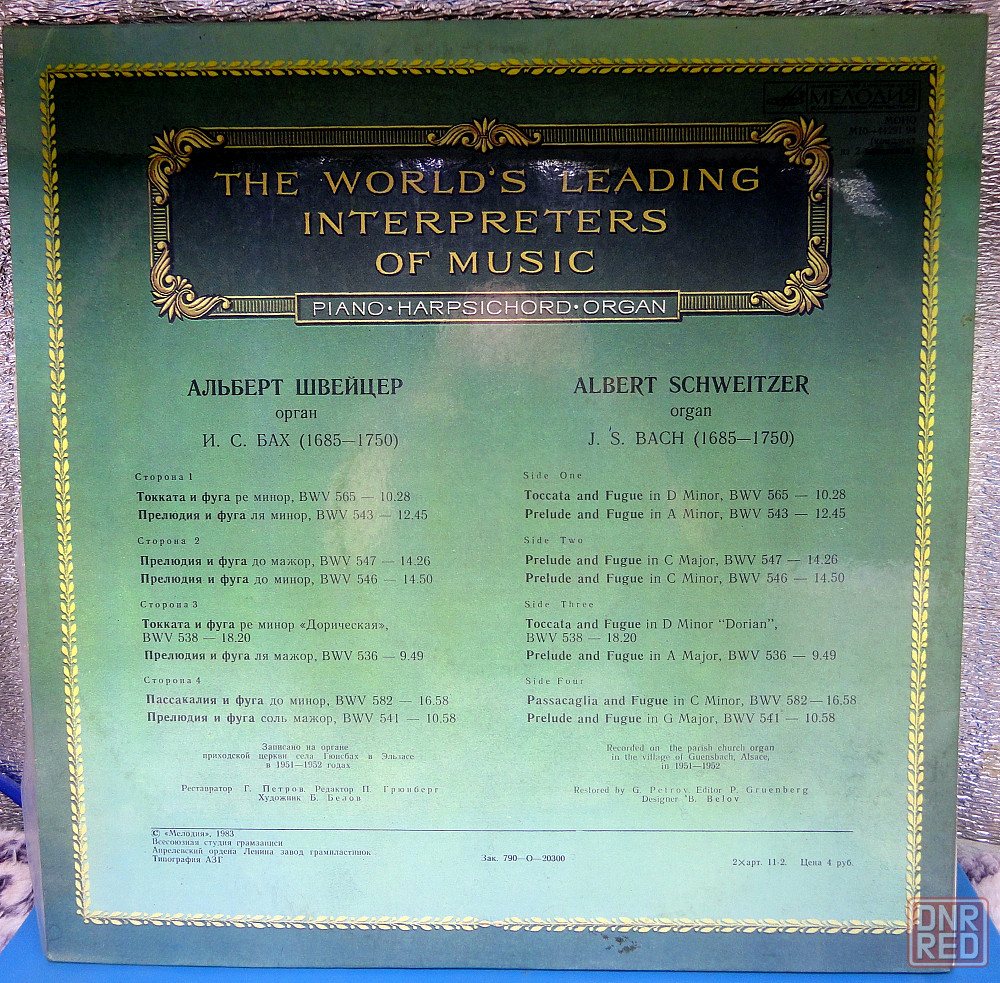 МЕЛОДИЯ
МОНО
М10—44291 94
THE WORLD'S LEADING
INTERPRETERS
OF MUSIC
PIANO • HARPSICHORD • ORGAN
АЛЬБЕРТ ШВЕЙЦЕР
орган
И. С. БАХ (1685—1750)
Сторона 1
Токката и фуга ре минор, BWV 565 — 10.28
Прелюдия и фуга ля минор, BWV 543 — 12.45
Сторона 2
Прелюдия и фуга до мажор, BWV 547 — 14.26
Прелюдия и фуга до минор, BWV 546 — 14.50
Сторона 3
Токката и фуга ре минор «Дорическая»,
BWV 538 — 18.20
Прелюдия и фуга ля мажор, BWV 536 — 9.49
Сторона 4
Пассакалия и фуга до минор, BWV 582 — 16.58
Прелюдия и фуга соль мажор, BWV 541 — 10.58
Записано на органе
приходской церкви села Гюнсбах в Эльзасе
в 1951—1952 годах
Реставратор Г. Петров. Редактор П. Грюнберг
Художник Б. Белов
ALBERT SCHWEITZER
organ
J. S. BACH (1685—1750)
Side One
Toccata and Fugue in D Minor, BWV 565 — 10.28
Prelude and Fugue in A Minor, BWV 543 — 12.45
Side Two
Prelude and Fugue in C Major, BWV 547 — 14.26
Prelude and Fugue in C Minor, BWV 546 — 14.50
Side Three
Toccata and Fugue in D Minor “Dorian”,
BWV 538 — 18.20
Prelude and Fugue in A Major, BWV 536 — 9.49
Side Four
Passacaglia and Fugue in C Minor, BWV 582 — 16.58
Prelude and Fugue in G Major, BWV 541 — 10.58
Recorded on the parish church organ
in the village of Guensbach, Alsace,
in 1951—1952
Restored by G. Petrov, Editor P. Gruenberg
Designer B. Belov
© «Мелодия», 1983
Всесоюзная студия грамзаписи
Апрелевский ордена Ленина завод грампластинок
Типография АЗГ
Зак. 790—О—20300
2×арт. 11-2. Цена 4 руб.
DNR
RED